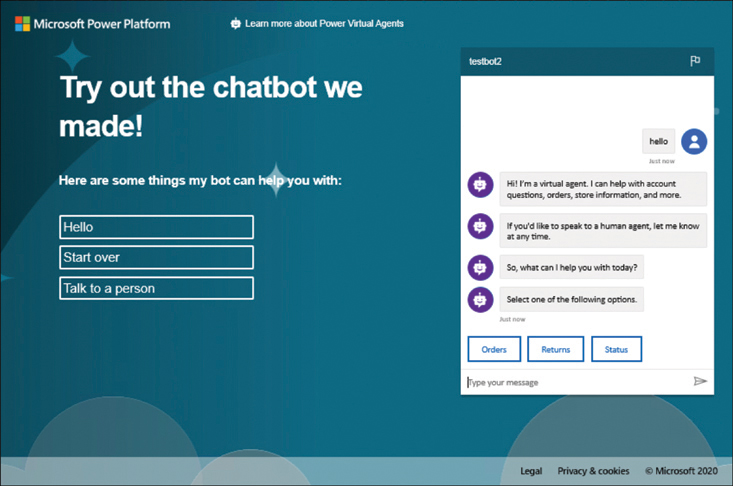 Microsoft Power Platform
Learn more about Power Virtual Agents
Try out the chatbot we
made!
Here are some things my bot can help you with:
Hello
Start over
Talk to a person
testbot2
hello
Just now
Hi! I'm a virtual agent. I can help with account
questions, orders, store information, and more.
If you'd like to speak to a human agent, let me know
at any time.
So, what can I help you with today?
Select one of the following options.
Just now
Orders
Returns
Status
Type your message
Legal
Privacy & cookies
© Microsoft 2020